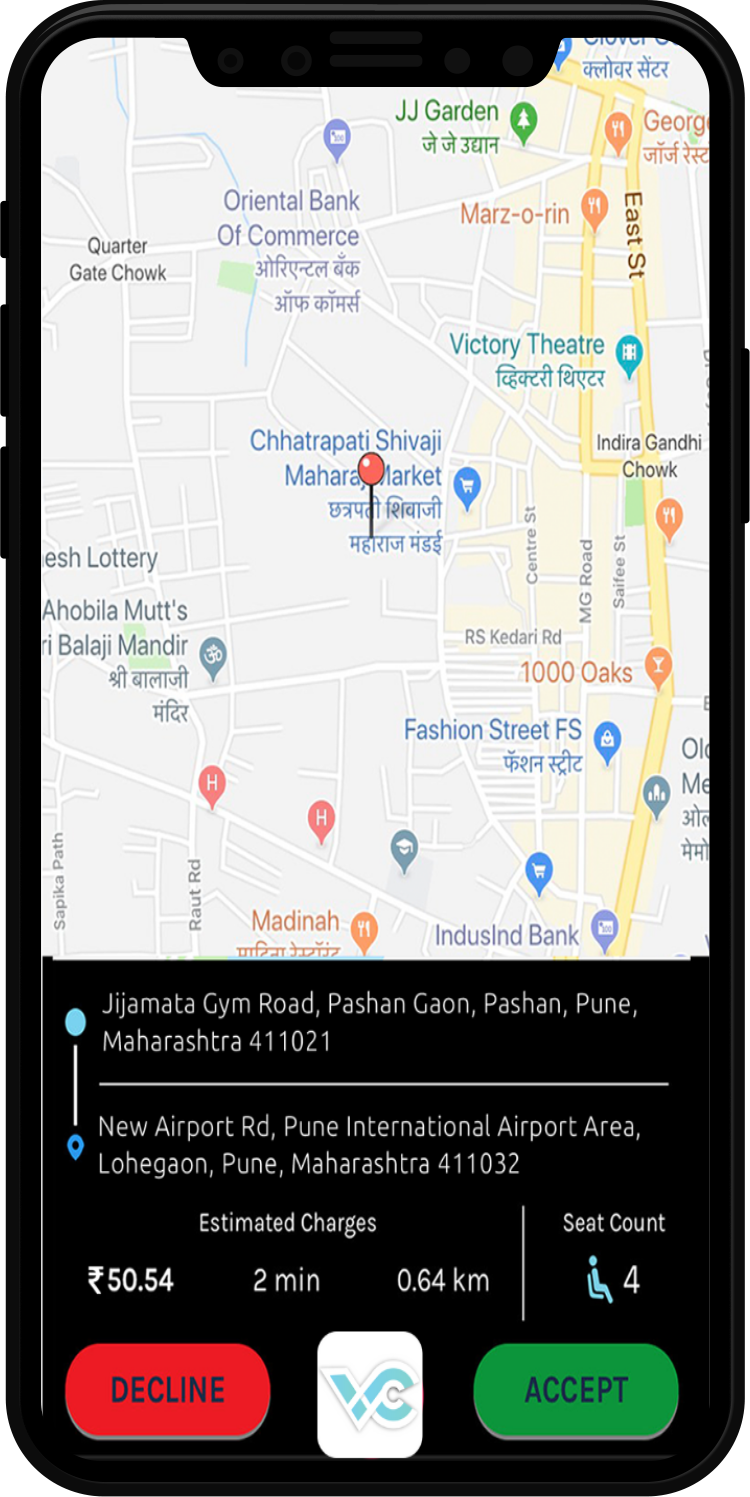 क्लोवर सेंटर
JJ Garden
जे जे उद्यान
George
जॉर्ज रेस्ट
Oriental Bank
Of Commerce
ओरिएन्टल बँक
ऑफ कॉमर्स
Marz-o-rin
East St
Quarter
Gate Chowk
Victory Theatre
व्हिक्टरी थिएटर
Chhatrapati Shivaji
Maharaj Market
छत्रपती शिवाजी
महाराज मंडई
Indira Gandhi
Chowk
Centre St
MG Road
Saifee St
esh Lottery
Ahobila Mutt's
ri Balaji Mandir
श्री बालाजी
मंदिर
RS Kedari Rd
1000 Oaks
Fashion Street FS
फॅशन स्ट्रीट
Old
Me
ओल
मेमो
H
H
Sapika Path
Raut Rd
Madinah
IndusInd Bank
Jijamata Gym Road, Pashan Gaon, Pashan, Pune,
Maharashtra 411021
New Airport Rd, Pune International Airport Area,
Lohegaon, Pune, Maharashtra 411032
Estimated Charges
Seat Count
₹50.54 2 min 0.64 km
4
DECLINE
VC
ACCEPT